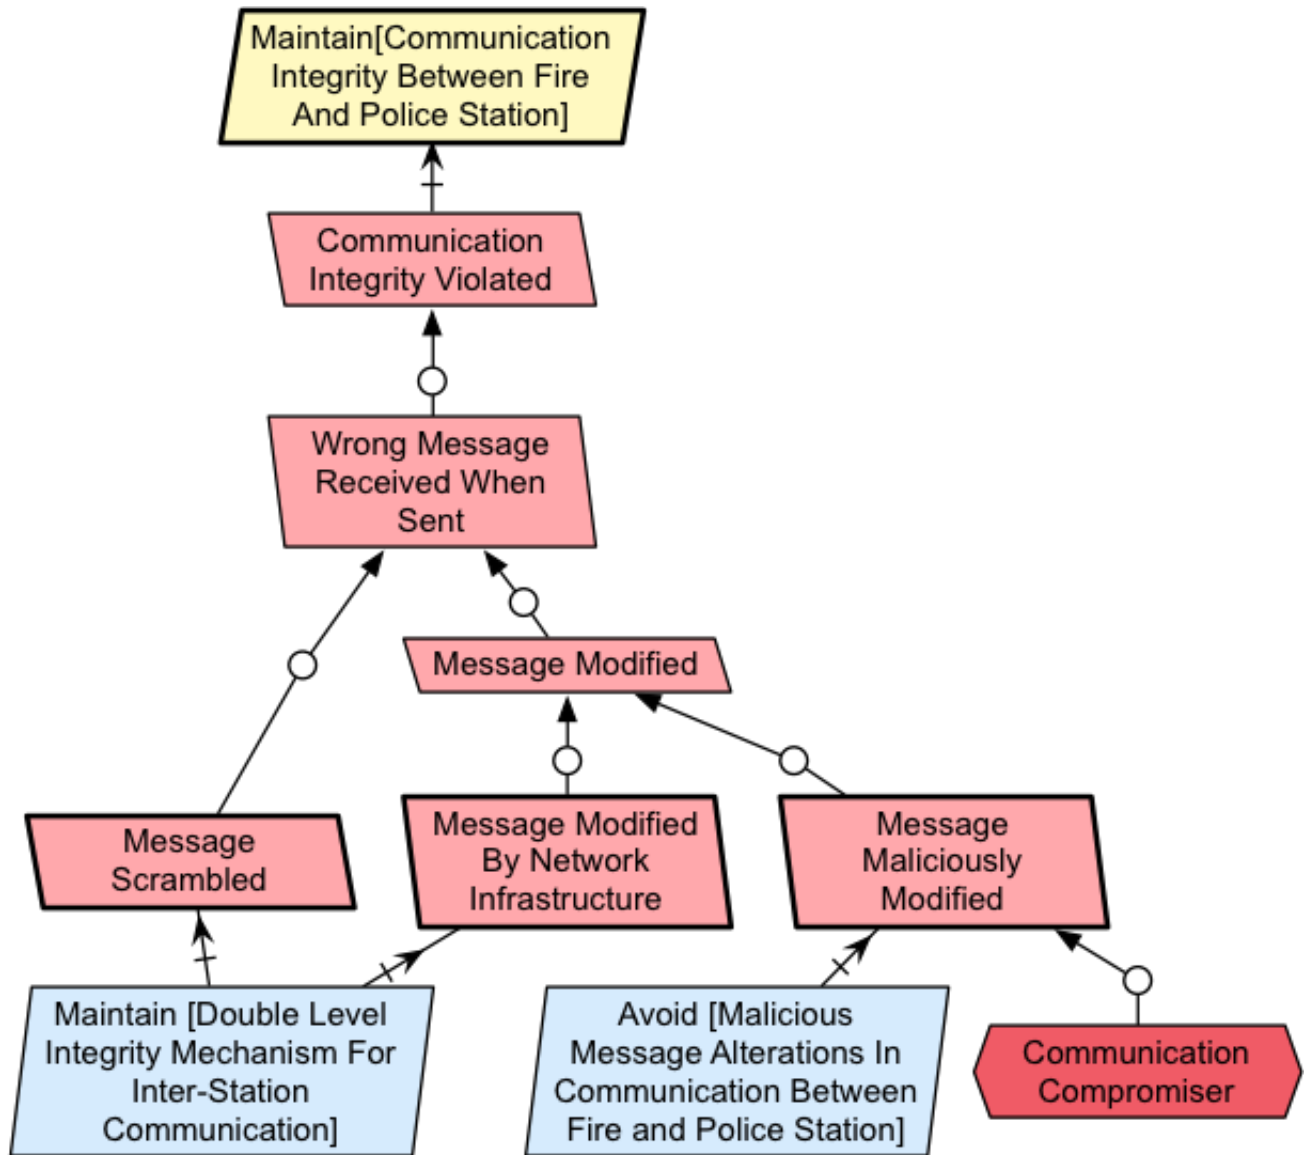 Maintain[Communication
Integrity Between Fire
And Police Station]
Communication
Integrity Violated
Wrong Message
Received When
Sent
Message Modified
Message
Scrambled
Message Modified
By Network
Infrastructure
Message
Maliciously
Modified
Maintain [Double Level
Integrity Mechanism For
Inter-Station
Communication]
Avoid [Malicious
Message Alterations In
Communication Between
Fire and Police Station]
Communication
Compromiser